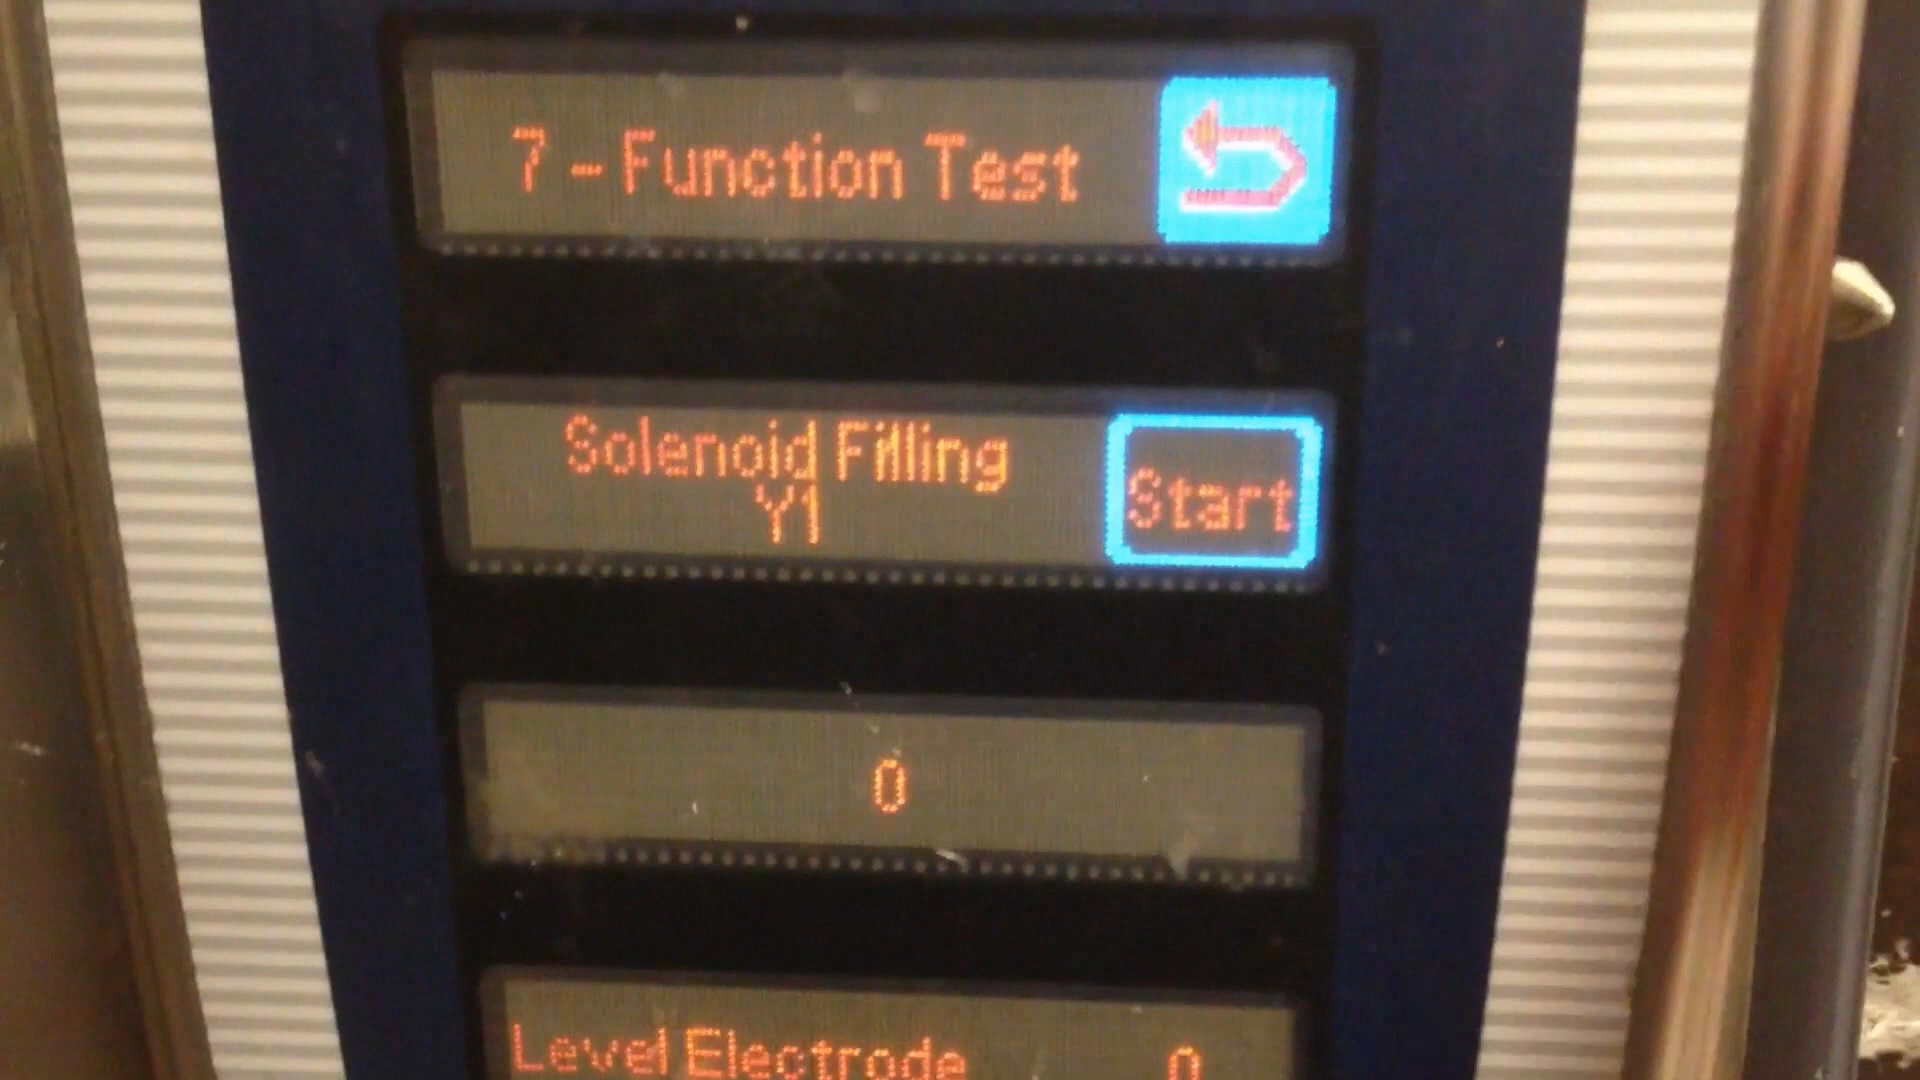 7 - Function Test
Solenoid Filling
Y1
Start
0
Level Electrode 0